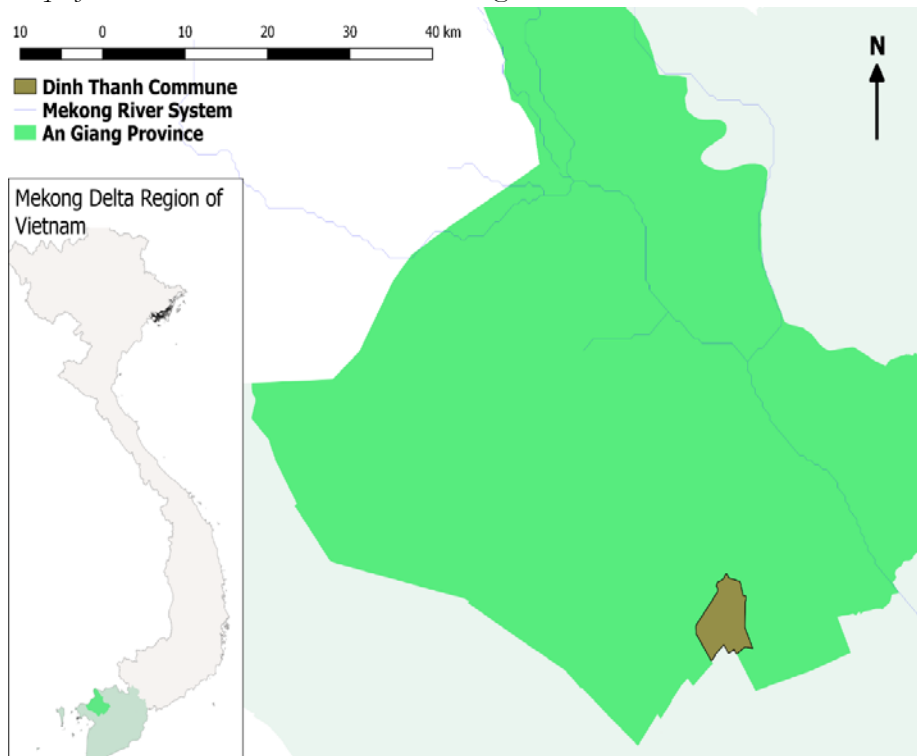 10 0 10 20 30 40 km
N
Dinh Thanh Commune
Mekong River System
An Giang Province
Mekong Delta Region of
Vietnam